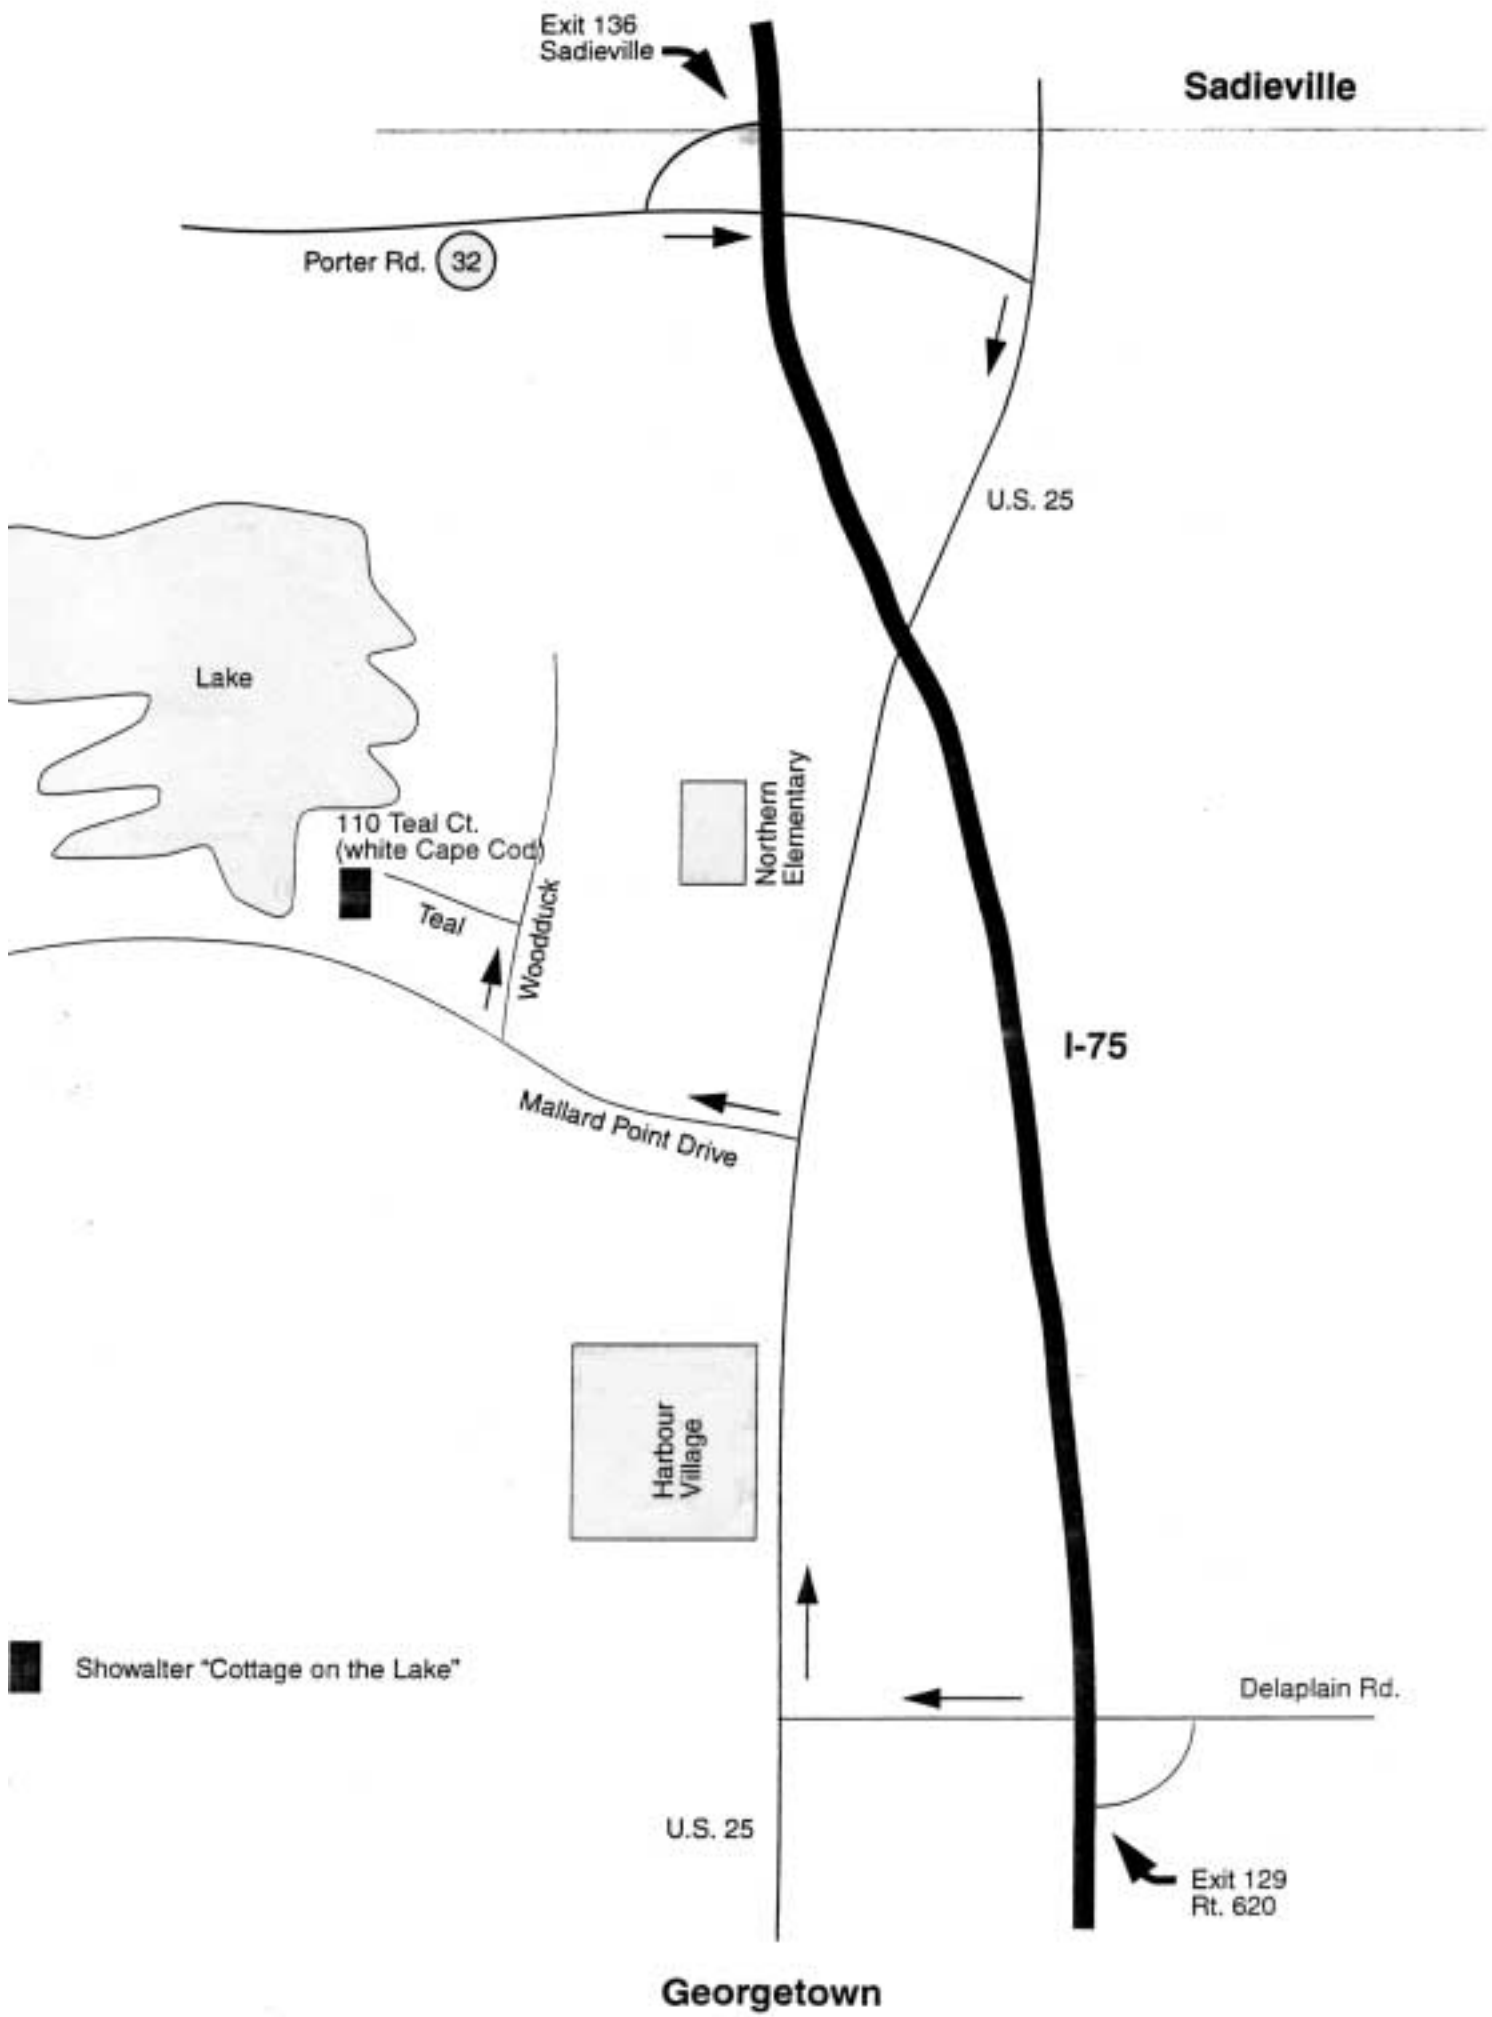 Exit 136
Sadieville
Sadieville
Porter Rd.
32
U.S. 25
Lake
Northern
Elementary
110 Teal Ct.
(white Cape Cod)
Teal
Woodduck
I-75
Mallard Point Drive
Harbour
Village
Showalter "Cottage on the Lake"
Delaplain Rd.
U.S. 25
Exit 129
Rt. 620
Georgetown